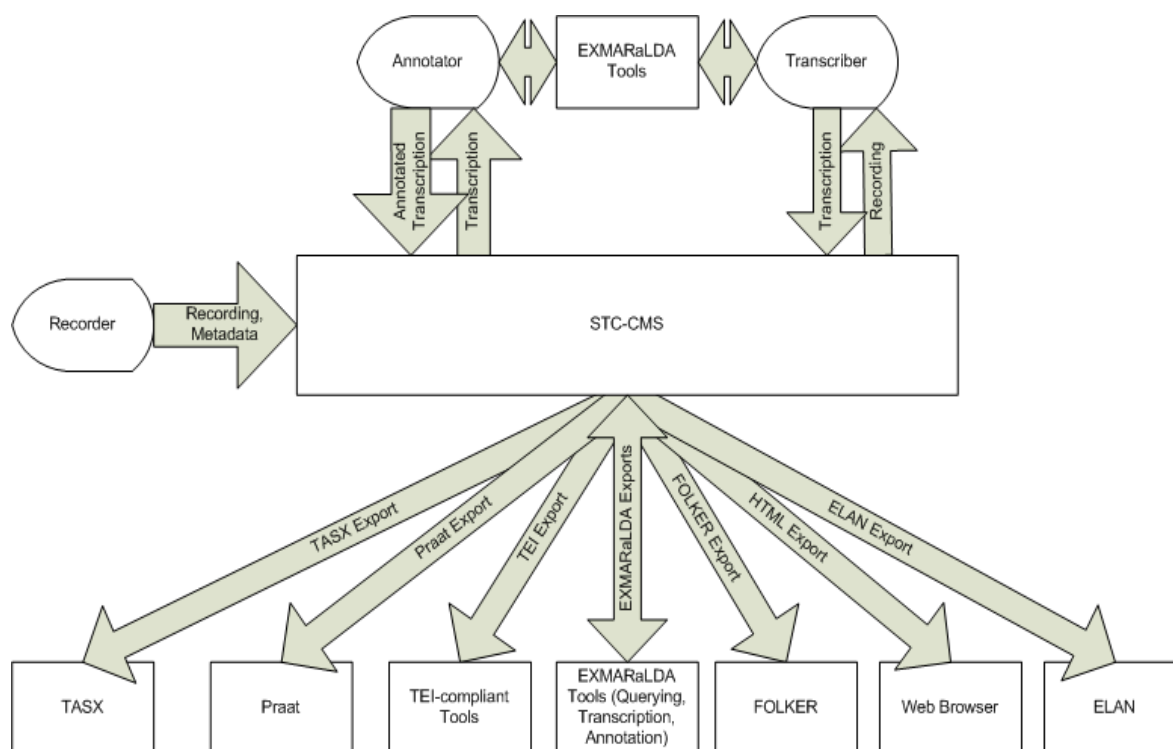 Annotator
EXMARaLDA
Tools
Transcriber
Annotated
Transcription
Transcription
Transcription
Recording
Recorder
Recording,
Metadata
STC-CMS
TASX Export
Praat Export
TEI Export
EXMARaLDA Exports
FOLKER Export
HTML Export
ELAN Export
TASX
Praat
TEI-compliant
Tools
EXMARaLDA
Tools (Querying,
Transcription,
Annotation)
FOLKER
Web Browser
ELAN